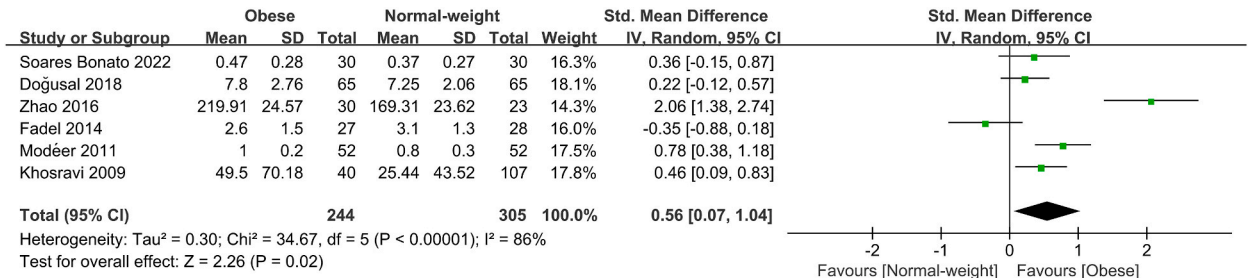 Obese Normal-weight Std. Mean Difference Std. Mean Difference
Study or Subgroup Mean SD Total Mean SD Total Weight IV, Random, 95% CI IV, Random, 95% CI
Soares Bonato 2022 0.47 0.28 30 0.37 0.27 30 16.3% 0.36 [-0.15, 0.87]
Doğusal 2018 7.8 2.76 65 7.25 2.06 65 18.1% 0.22 [-0.12, 0.57]
Zhao 2016 219.91 24.57 30 169.31 23.62 23 14.3% 2.06 [1.38, 2.74]
Fadel 2014 2.6 1.5 27 3.1 1.3 28 16.0% -0.35 [-0.88, 0.18]
Modéer 2011 1 0.2 52 0.8 0.3 52 17.5% 0.78 [0.38, 1.18]
Khosravi 2009 49.5 70.18 40 25.44 43.52 107 17.8% 0.46 [0.09, 0.83]
Total (95% CI) 244 305 100.0% 0.56 [0.07, 1.04]
Heterogeneity: Tau² = 0.30; Chi² = 34.67, df = 5 (P < 0.00001); I² = 86%
Test for overall effect: Z = 2.26 (P = 0.02)
-2 -1 0 1 2
Favours [Normal-weight] Favours [Obese]